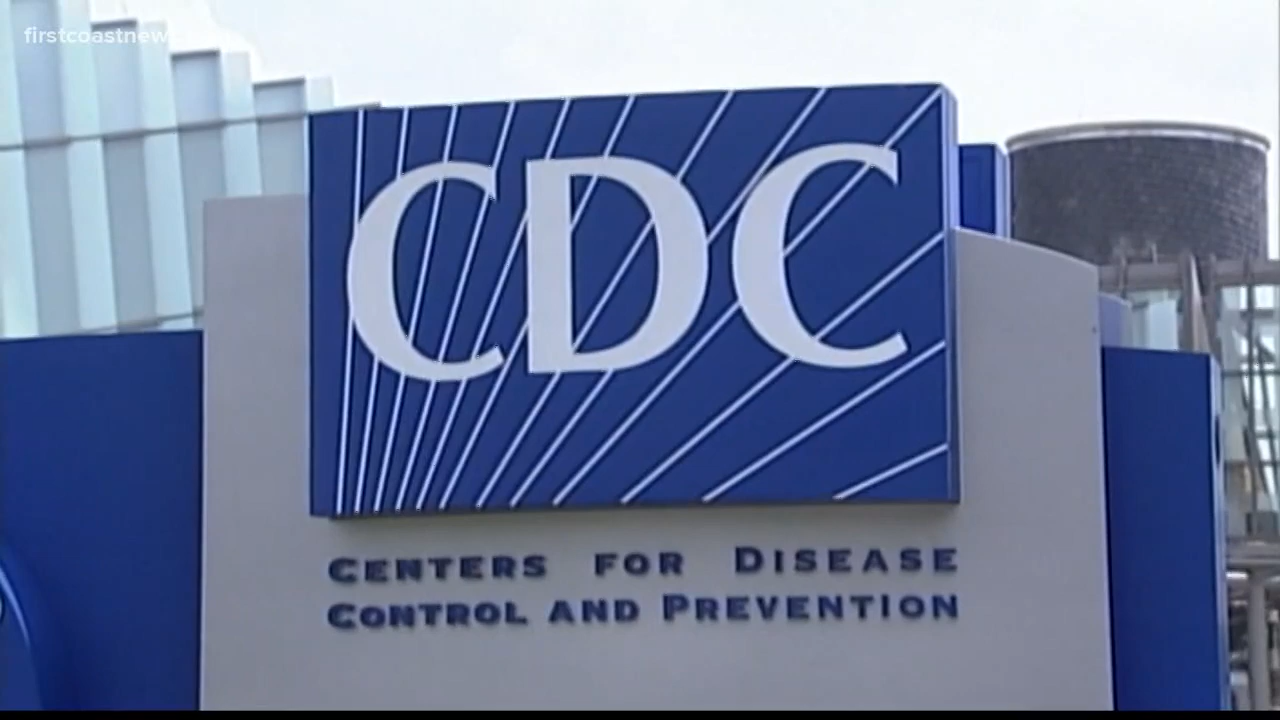 firstcoastnews
CDC
CENTERS FOR DISEASE
CONTROL AND PREVENTION